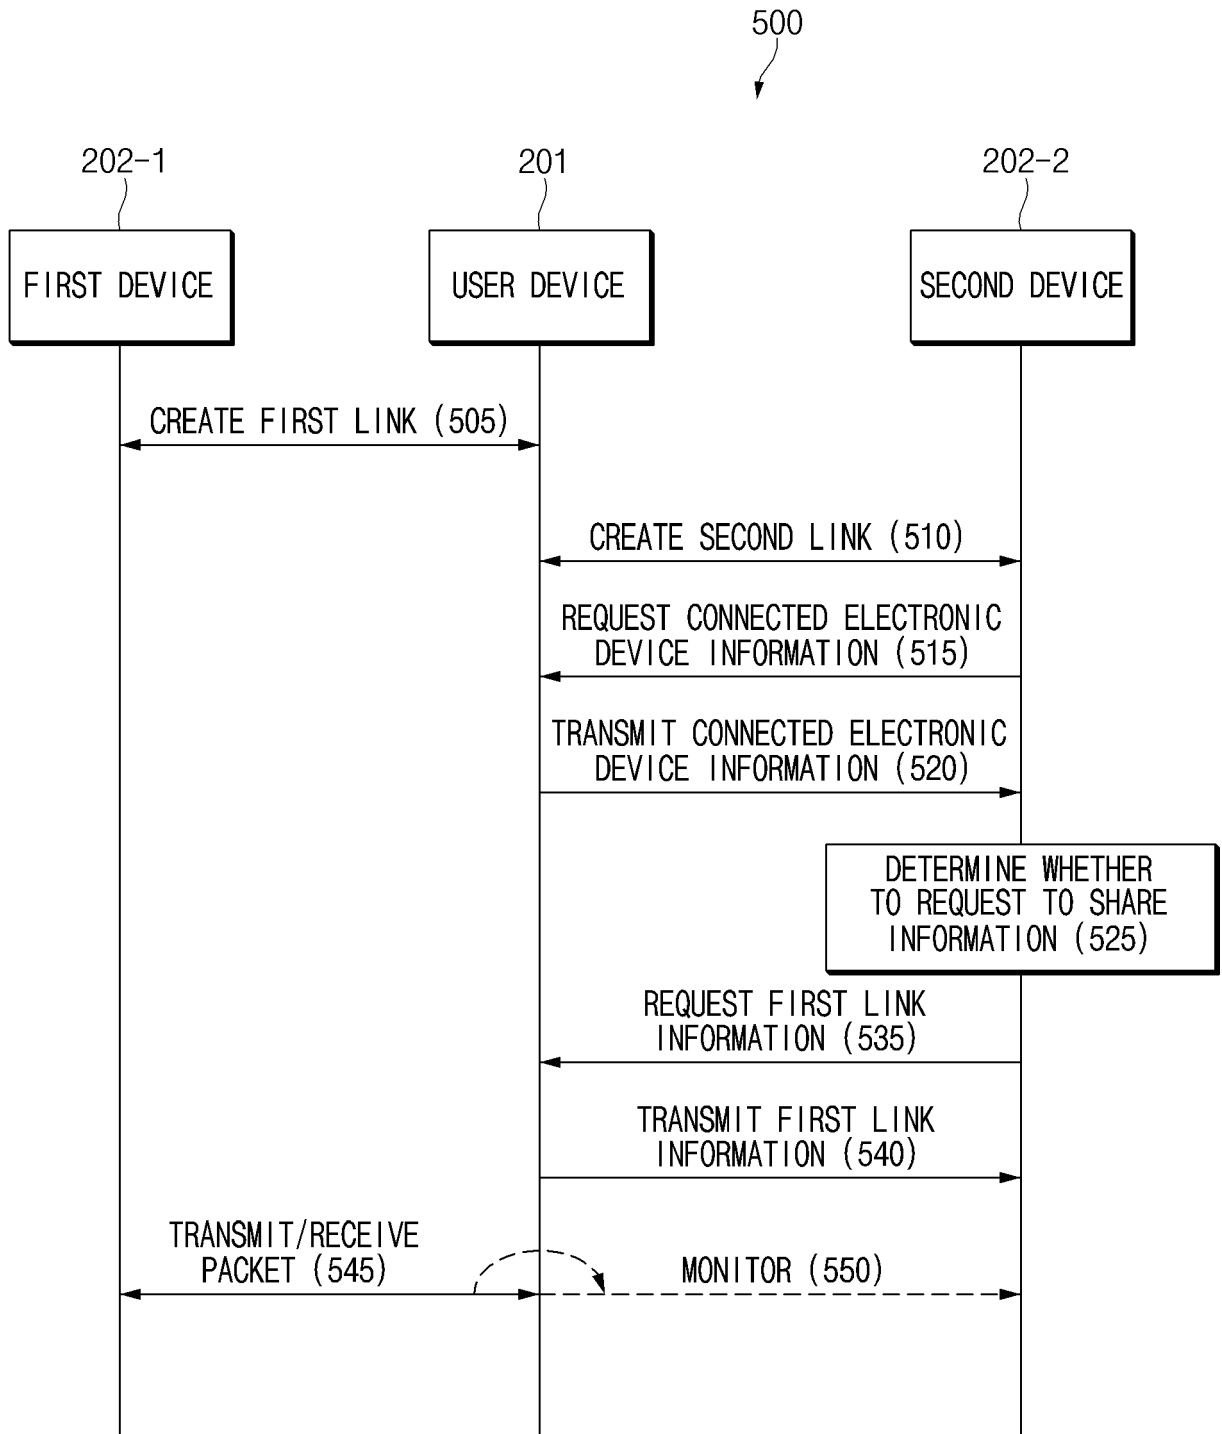 500
202-1
201
202-2
FIRST DEVICE
USER DEVICE
SECOND DEVICE
CREATE FIRST LINK (505)
CREATE SECOND LINK (510)
REQUEST CONNECTED ELECTRONIC
DEVICE INFORMATION (515)
TRANSMIT CONNECTED ELECTRONIC
DEVICE INFORMATION (520)
DETERMINE WHETHER
TO REQUEST TO SHARE
INFORMATION (525)
REQUEST FIRST LINK
INFORMATION (535)
TRANSMIT FIRST LINK
INFORMATION (540)
TRANSMIT/RECEIVE
PACKET (545)
MONITOR (550)